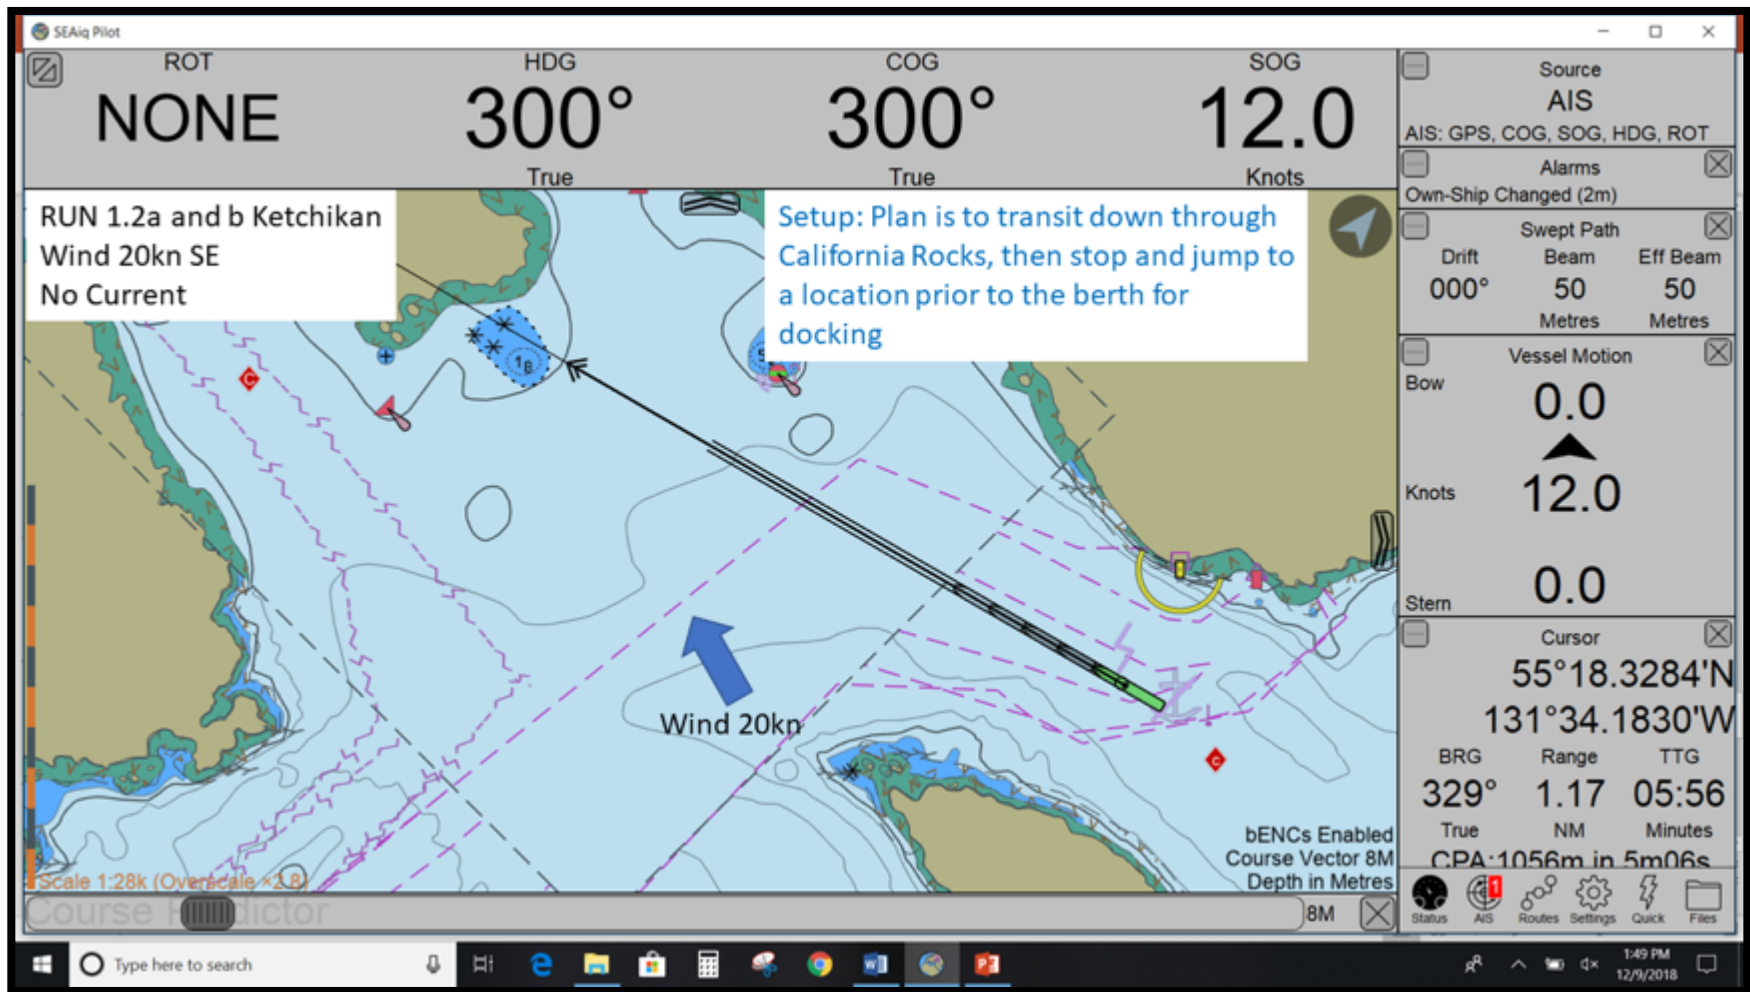 SEAiq Pilot
ROT
HDG
COG
SOG
NONE
300°
300°
12.0
True
True
Knots
Source
AIS
AIS: GPS, COG, SOG, HDG, ROT
Alarms
Own-Ship Changed (2m)
Swept Path
Drift
Beam
Eff Beam
000°
50
50
Metres
Metres
Vessel Motion
Bow
0.0
Knots
12.0
Stern
0.0
Cursor
55°18.3284'N
131°34.1830'W
BRG
Range
TTG
329°
1.17
05:56
True
NM
Minutes
CPA:1056m in 5m06s
Status
AIS
1
Routes
Settings
Quick
Files
RUN 1.2a and b Ketchikan
Wind 20kn SE
No Current
Setup: Plan is to transit down through
California Rocks, then stop and jump to
a location prior to the berth for
docking
18
5
C
Wind 20kn
C
bENCs Enabled
Course Vector 8M
Depth in Metres
Scale 1:28k (Overscale ×2.8)
Course Predictor
8M
Type here to search
1:49 PM
12/9/2018